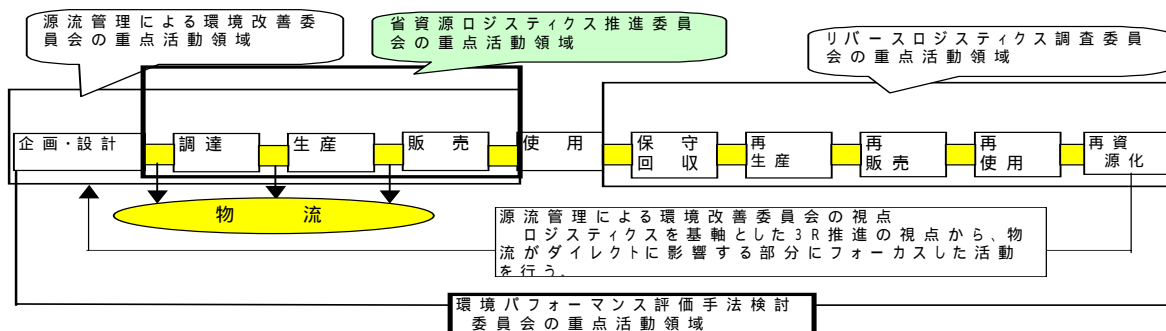 源流管理による環境改善委
員会の重点活動領域
省資源ロジスティクス推進委員
会の重点活動領域
リバースロジスティクス調査委員
会の重点活動領域
企画・設計
調達
生産
販売
使用
保守
回収
再
生産
再
販売
再
使用
再資
源化
物流
源流管理による環境改善委員会の視点
ロジスティクスを基軸とした3R推進の視点から、物
流がダイレクトに影響する部分にフォーカスした活動
を行う。
環境パフォーマンス評価手法検討
委員会の重点活動領域